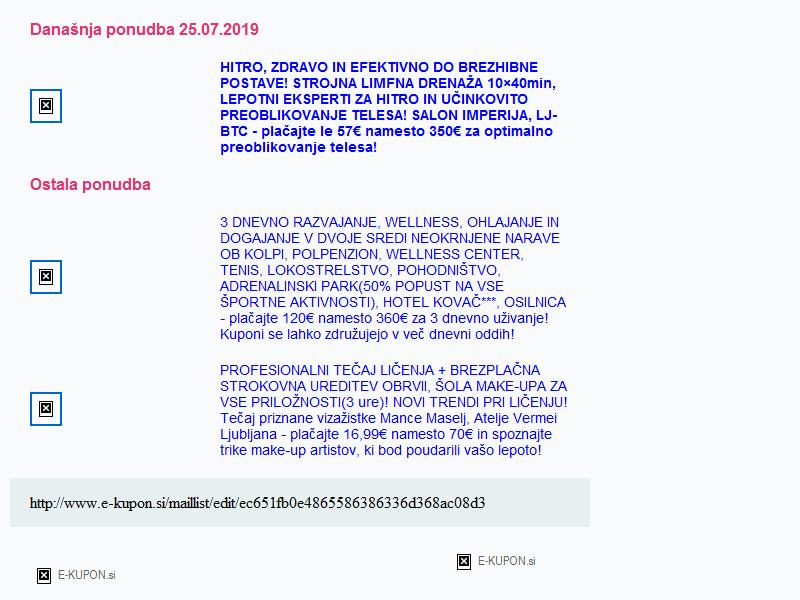 Današnja ponudba 25.07.2019
HITRO, ZDRAVO IN EFEKTIVNO DO BREZHIBNE
POSTAVE! STROJNA LIMFNA DRENAŽA 10×40min,
LEPOTNI EKSPERTI ZA HITRO IN UČINKOVITO
PREOBLIKOVANJE TELESA! SALON IMPERIJA, LJ-
BTC - plačajte le 57€ namesto 350€ za optimalno
preoblikovanje telesa!
Ostala ponudba
3 DNEVNO RAZVAJANJE, WELLNESS, OHLAJANJE IN
DOGAJANJE V DVOJE SREDI NEOKRNJENE NARAVE
OB KOLPI, POLPENZION, WELLNESS CENTER,
TENIS, LOKOSTRELSTVO, POHODNIŠTVO,
ADRENALINSKI PARK(50% POPUST NA VSE
ŠPORTNE AKTIVNOSTI), HOTEL KOVAČ***, OSILNICA
- plačajte 120€ namesto 360€ za 3 dnevno uživanje!
Kuponi se lahko združujejo v več dnevni oddih!
PROFESIONALNI TEČAJ LIČENJA + BREZPLAČNA
STROKOVNA UREDITEV OBRVII, ŠOLA MAKE-UPA ZA
VSE PRILOŽNOSTI(3 ure)! NOVI TRENDI PRI LIČENJU!
Tečaj priznane vizažistke Mance Maselj, Atelje Vermei
Ljubljana - plačajte 16,99€ namesto 70€ in spoznajte
trike make-up artistov, ki bod poudarili vašo lepoto!
http://www.e-kupon.si/maillist/edit/ec651fb0e4865586386336d368ac08d3
E-KUPON.si
E-KUPON.si